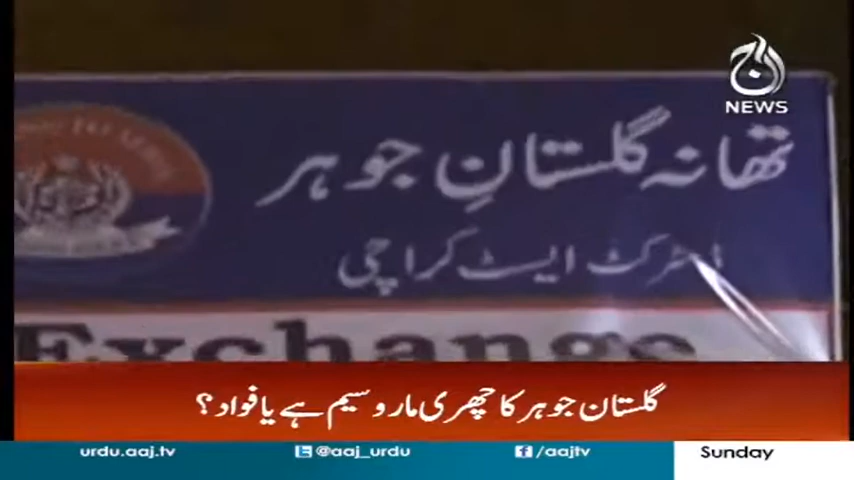 آج
NEWS
تھانہ گلستانِ جوہر
ڈسٹرکٹ ایسٹ کراچی
Exchange
گلستان جوہر کا چھری مار وسیم ہے یا فواد؟
urdu.aaj.tv
@aaj_urdu
/aajtv
Sunday